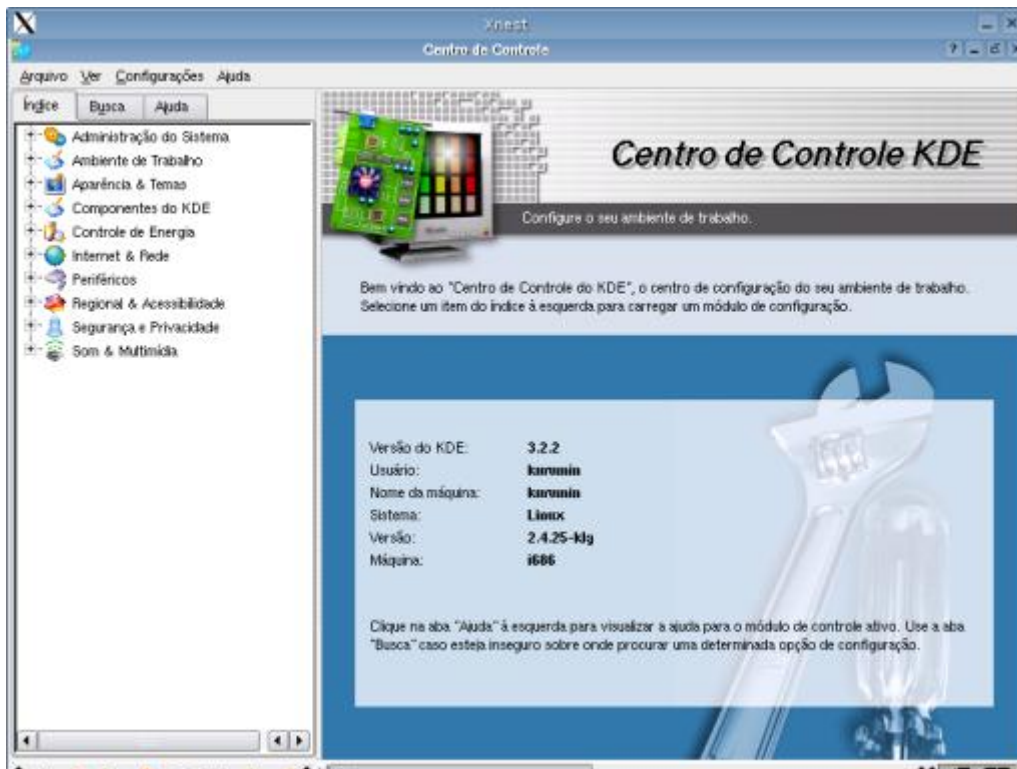 Xnest
Centro de Controle
Arquivo Ver Configurações Ajuda
Índice Busca Ajuda
Administração do Sistema
Ambiente de Trabalho
Aparência & Temas
Componentes do KDE
Controle de Energia
Internet & Rede
Periféricos
Regional & Acessibilidade
Segurança e Privacidade
Som & Multimídia
Centro de Controle KDE
Configure o seu ambiente de trabalho.
Bem vindo ao "Centro de Controle do KDE", o centro de configuração do seu ambiente de trabalho.
Selecione um item do índice à esquerda para carregar um módulo de configuração.
Versão do KDE: 3.2.2
Usuário: kurumin
Nome da máquina: kurumin
Sistema: Linux
Versão: 2.4.25-klg
Máquina: i686
Clique na aba "Ajuda" à esquerda para visualizar a ajuda para o módulo de controle ativo. Use a aba
"Busca" caso esteja inseguro sobre onde procurar uma determinada opção de configuração.